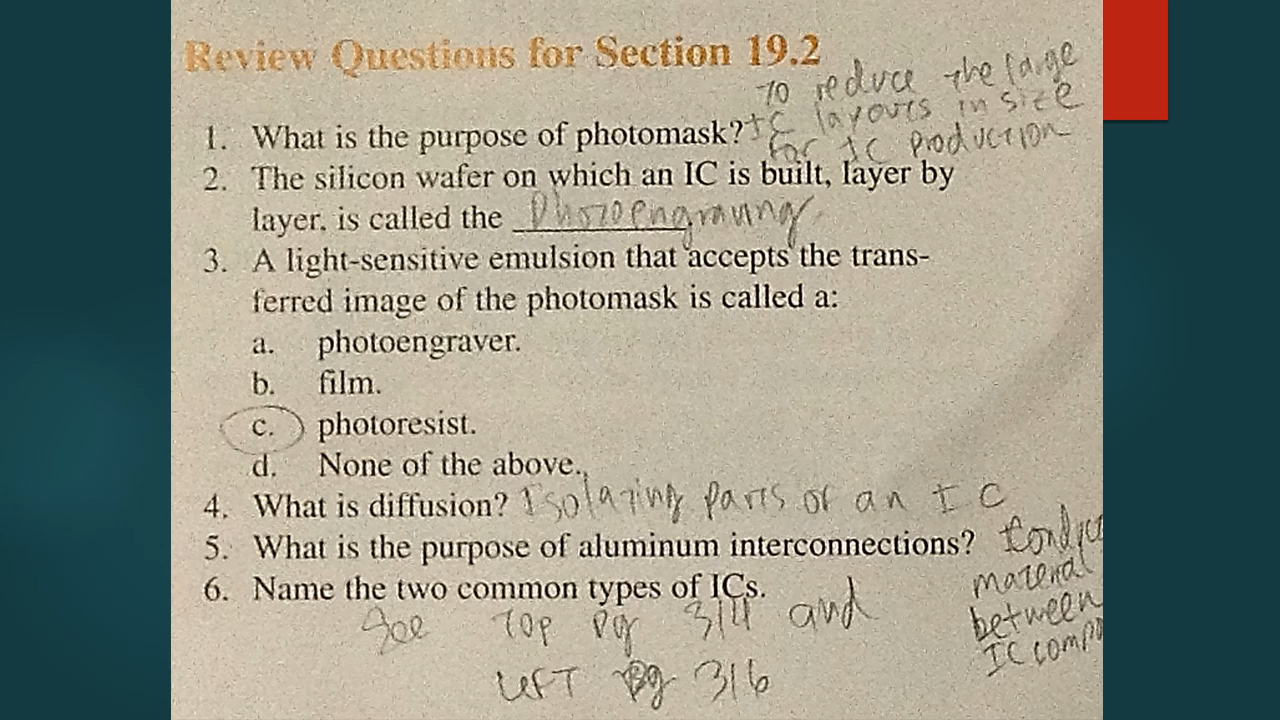 Review Questions for Section 19.2
To reduce the large
IC layouts in size
for IC production
1. What is the purpose of photomask?
2. The silicon wafer on which an IC is built, layer by
layer, is called the Photoengraving
3. A light-sensitive emulsion that accepts the trans-
ferred image of the photomask is called a:
a. photoengraver.
b. film.
c. photoresist.
d. None of the above.
4. What is diffusion? Isolating parts of an IC
5. What is the purpose of aluminum interconnections?
material
between
IC compo
6. Name the two common types of ICs.
See Top pg 314 and
LEFT pg 316